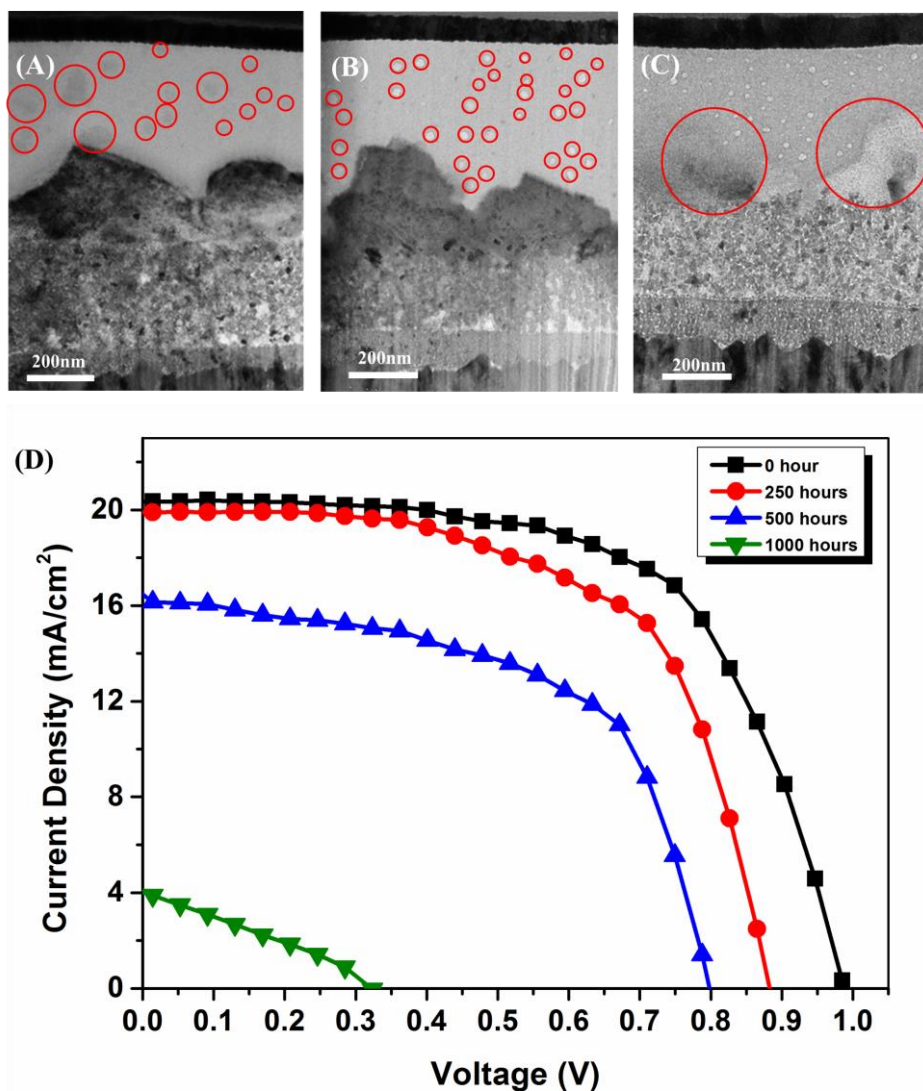 (A)
(B)
(C)
200nm
200nm
200nm
(D)
0 hour
250 hours
500 hours
1000 hours
Current Density (mA/cm²)
20
16
12
8
4
0
0.0 0.1 0.2 0.3 0.4 0.5 0.6 0.7 0.8 0.9 1.0
Voltage (V)